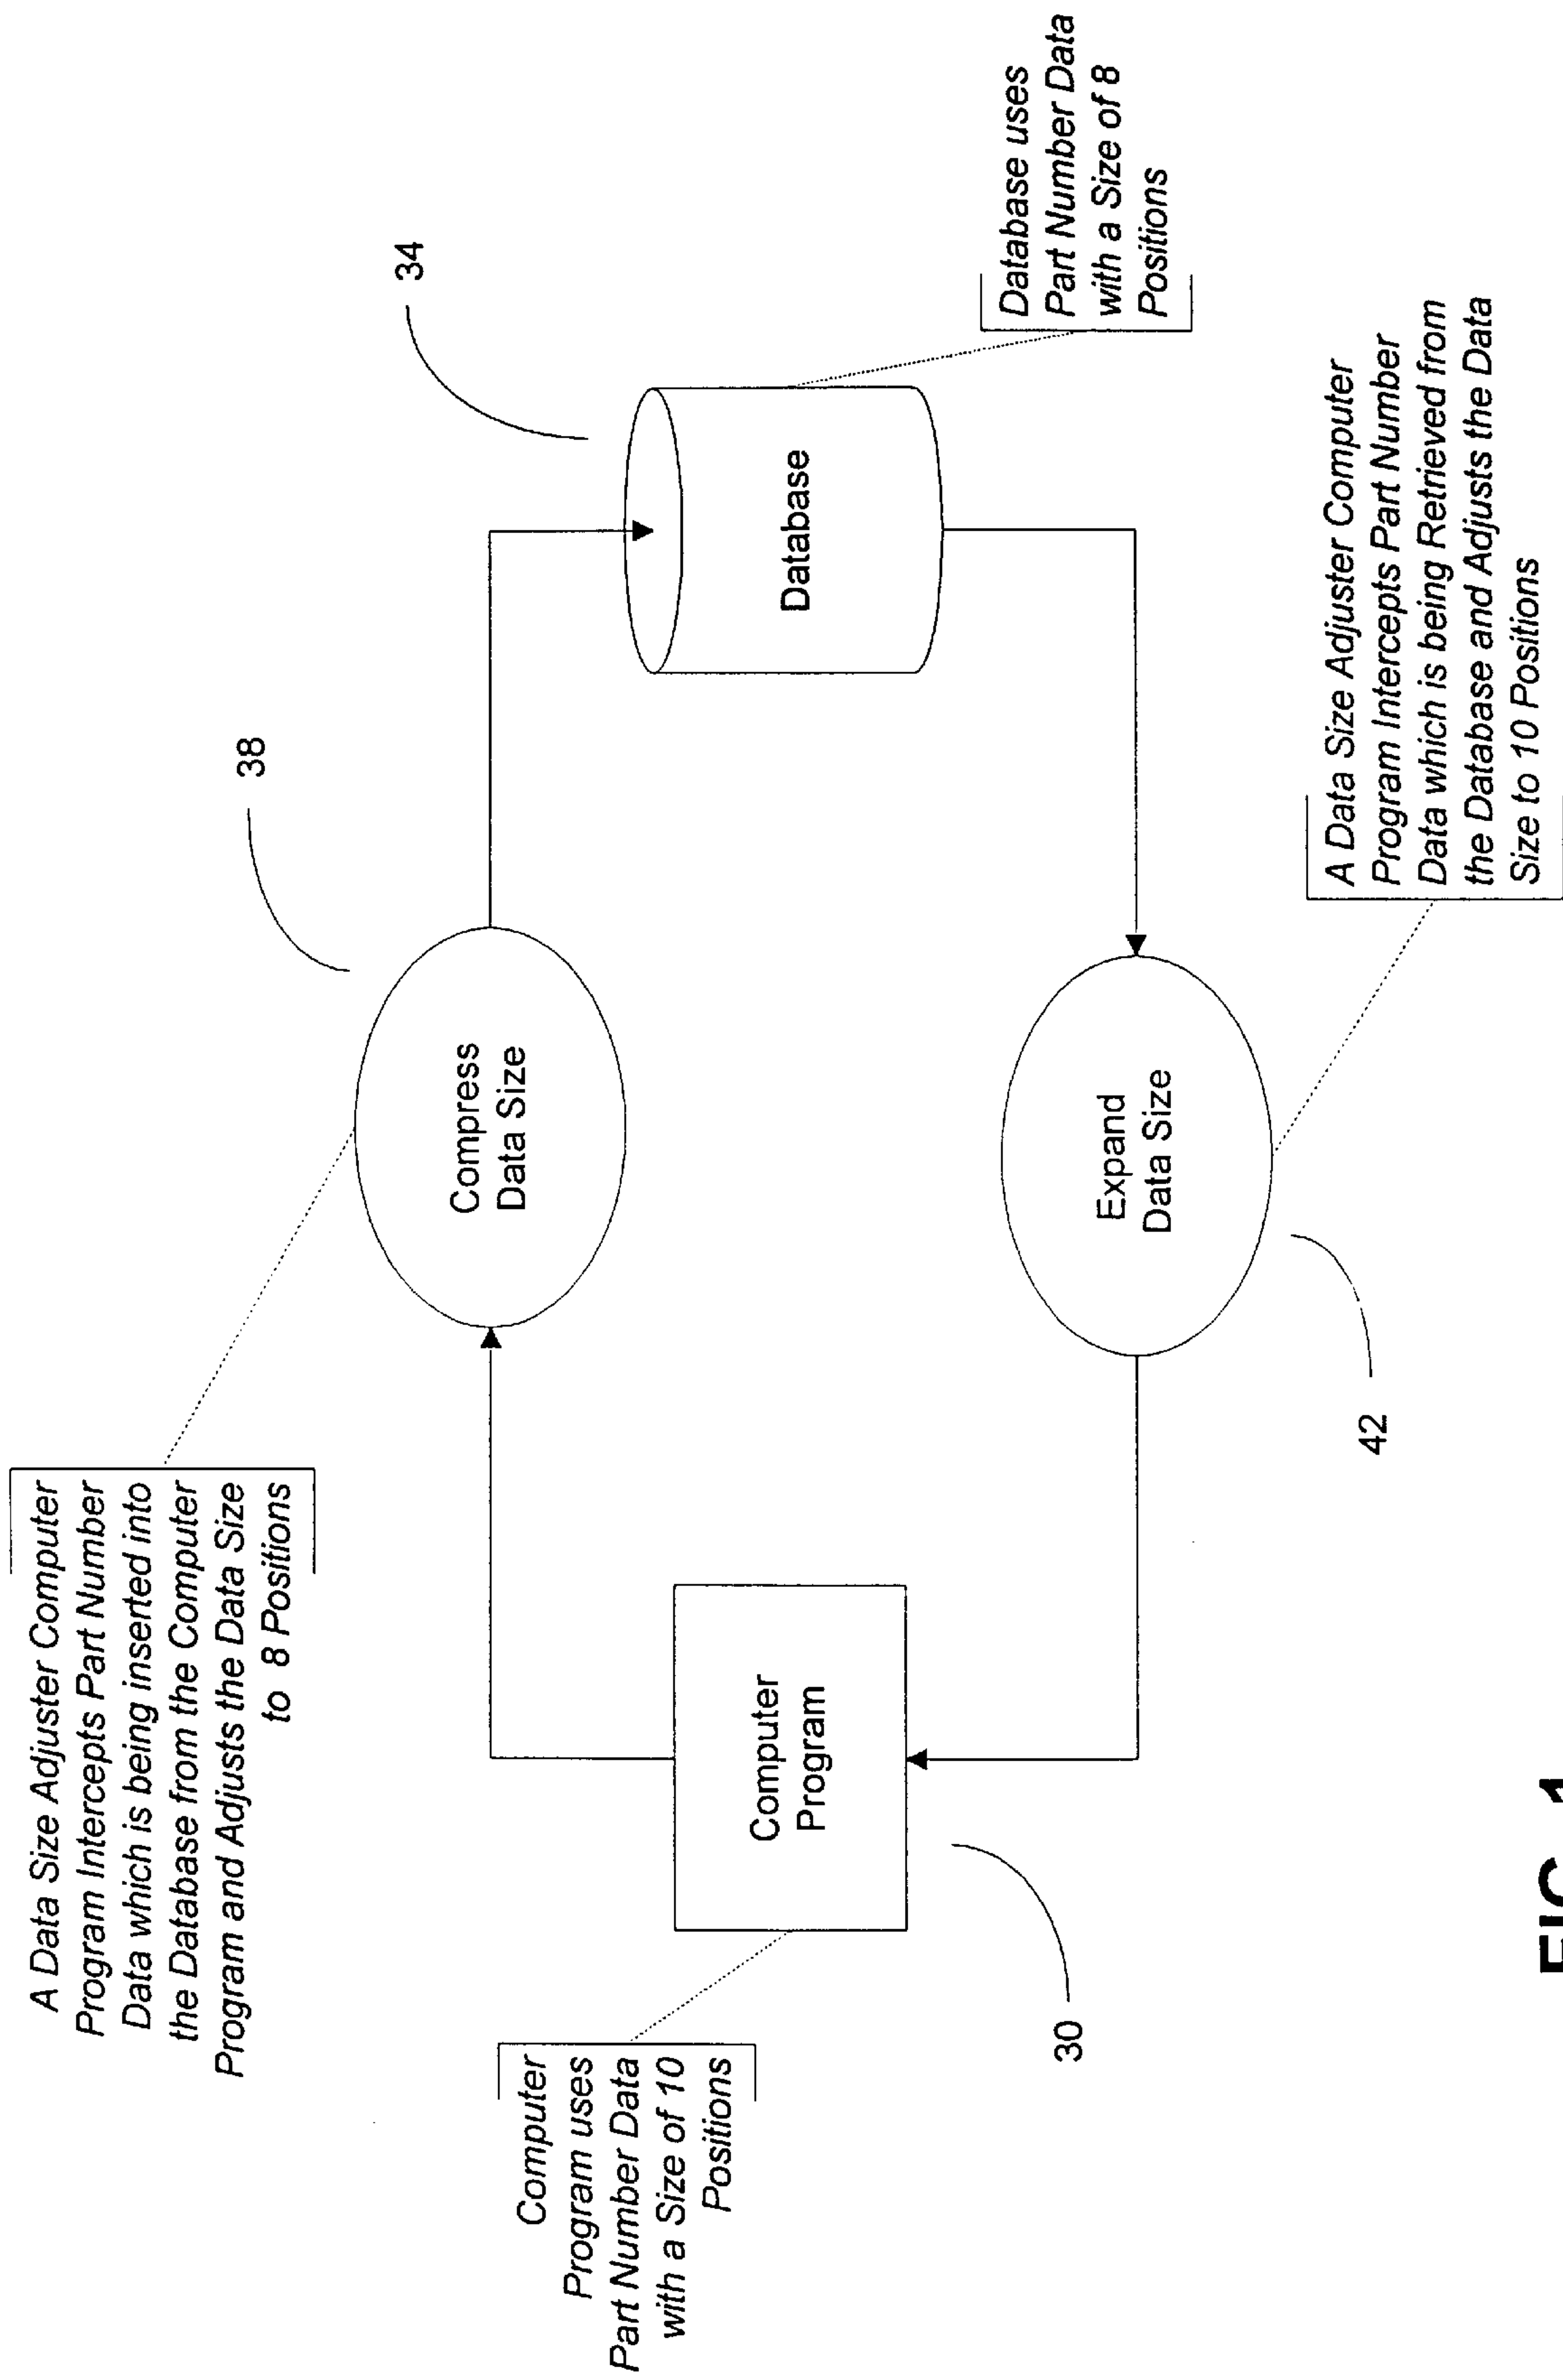 A Data Size Adjuster Computer
Program Intercepts Part Number
Data which is being inserted into
the Database from the Computer
Program and Adjusts the Data Size
to 8 Positions
38
34
Compress
Data Size
Computer
Program uses
Part Number Data
with a Size of 10
Positions
Computer
Program
30
Database
Database uses
Part Number Data
with a Size of 8
Positions
Expand
Data Size
42
A Data Size Adjuster Computer
Program Intercepts Part Number
Data which is being Retrieved from
the Database and Adjusts the Data
Size to 10 Positions
FIG. 1